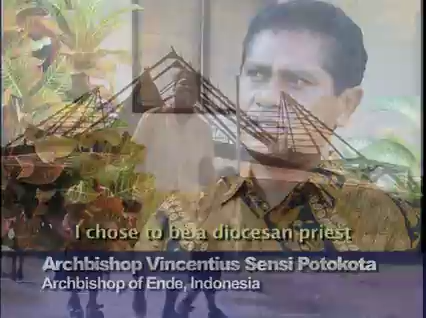 I chose to be a diocesan priest
Archbishop Vincentius Sensi Potokota
Archbishop of Ende, Indonesia